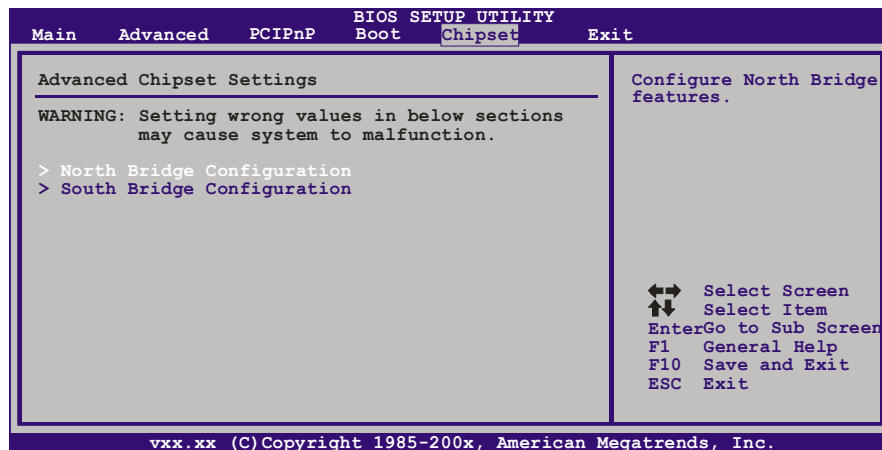 BIOS SETUP UTILITY
Main Advanced PCIPnP Boot Chipset Exit
Advanced Chipset Settings
WARNING: Setting wrong values in below sections
may cause system to malfunction.
> North Bridge Configuration
> South Bridge Configuration
Configure North Bridge
features.
Select Screen
Select Item
EnterGo to Sub Screen
F1 General Help
F10 Save and Exit
ESC Exit
vxx.xx (C)Copyright 1985-200x, American Megatrends, Inc.